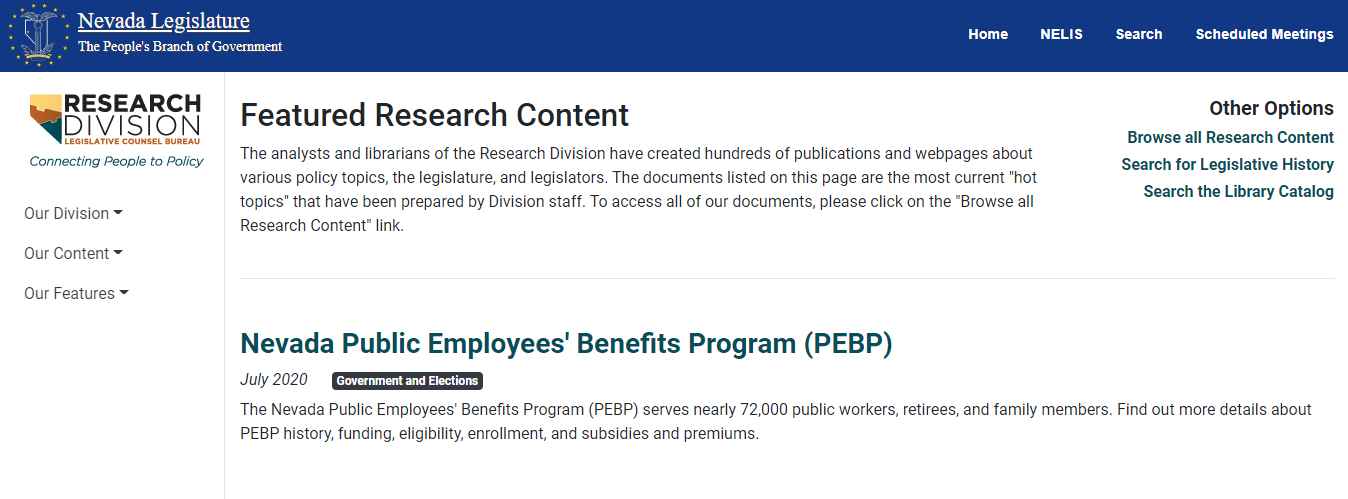 Nevada Legislature
The People's Branch of Government
Home NELIS Search Scheduled Meetings
RESEARCH
DIVISION
LEGISLATIVE COUNSEL BUREAU
Connecting People to Policy
Our Division
Our Content
Our Features
Featured Research Content
The analysts and librarians of the Research Division have created hundreds of publications and webpages about
various policy topics, the legislature, and legislators. The documents listed on this page are the most current "hot
topics" that have been prepared by Division staff. To access all of our documents, please click on the "Browse all
Research Content" link.
Other Options
Browse all Research Content
Search for Legislative History
Search the Library Catalog
Nevada Public Employees' Benefits Program (PEBP)
July 2020 Government and Elections
The Nevada Public Employees' Benefits Program (PEBP) serves nearly 72,000 public workers, retirees, and family members. Find out more details about
PEBP history, funding, eligibility, enrollment, and subsidies and premiums.